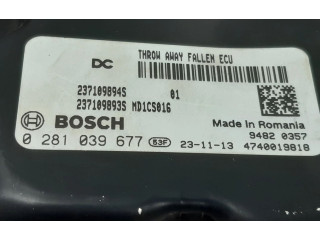 DC THROW AWAY FALLEN ECU
237109894S 01
237109893S MD1CS016
BOSCH Made in Romania
9482 0357
0 281 039 677 53F 23-11-13 4740019818